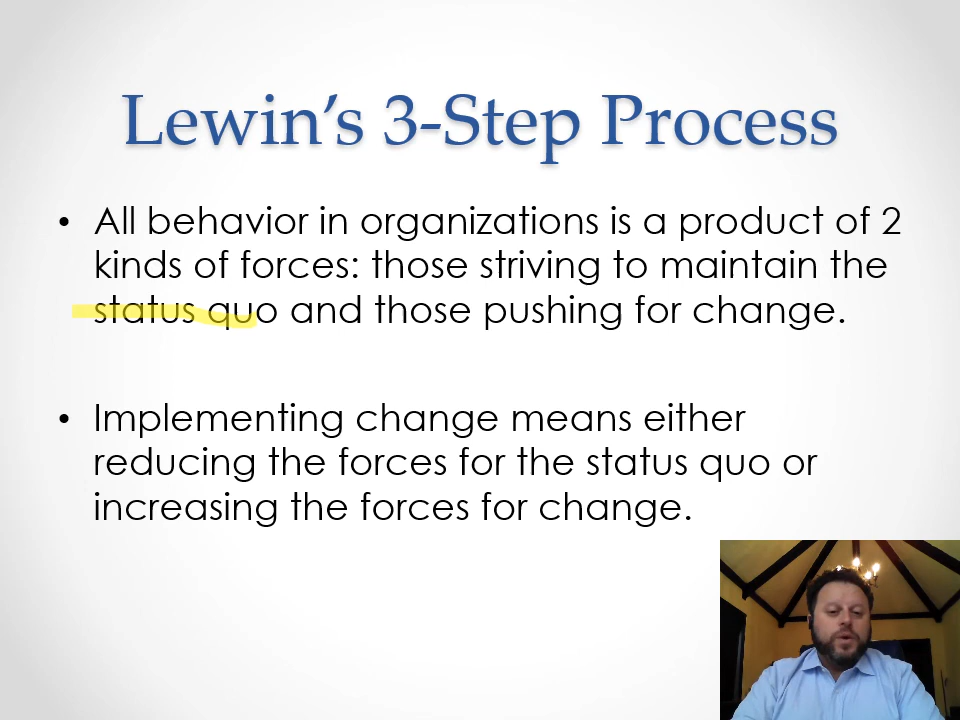 Lewin’s 3-Step Process
• All behavior in organizations is a product of 2
kinds of forces: those striving to maintain the
status quo and those pushing for change.
• Implementing change means either
reducing the forces for the status quo or
increasing the forces for change.